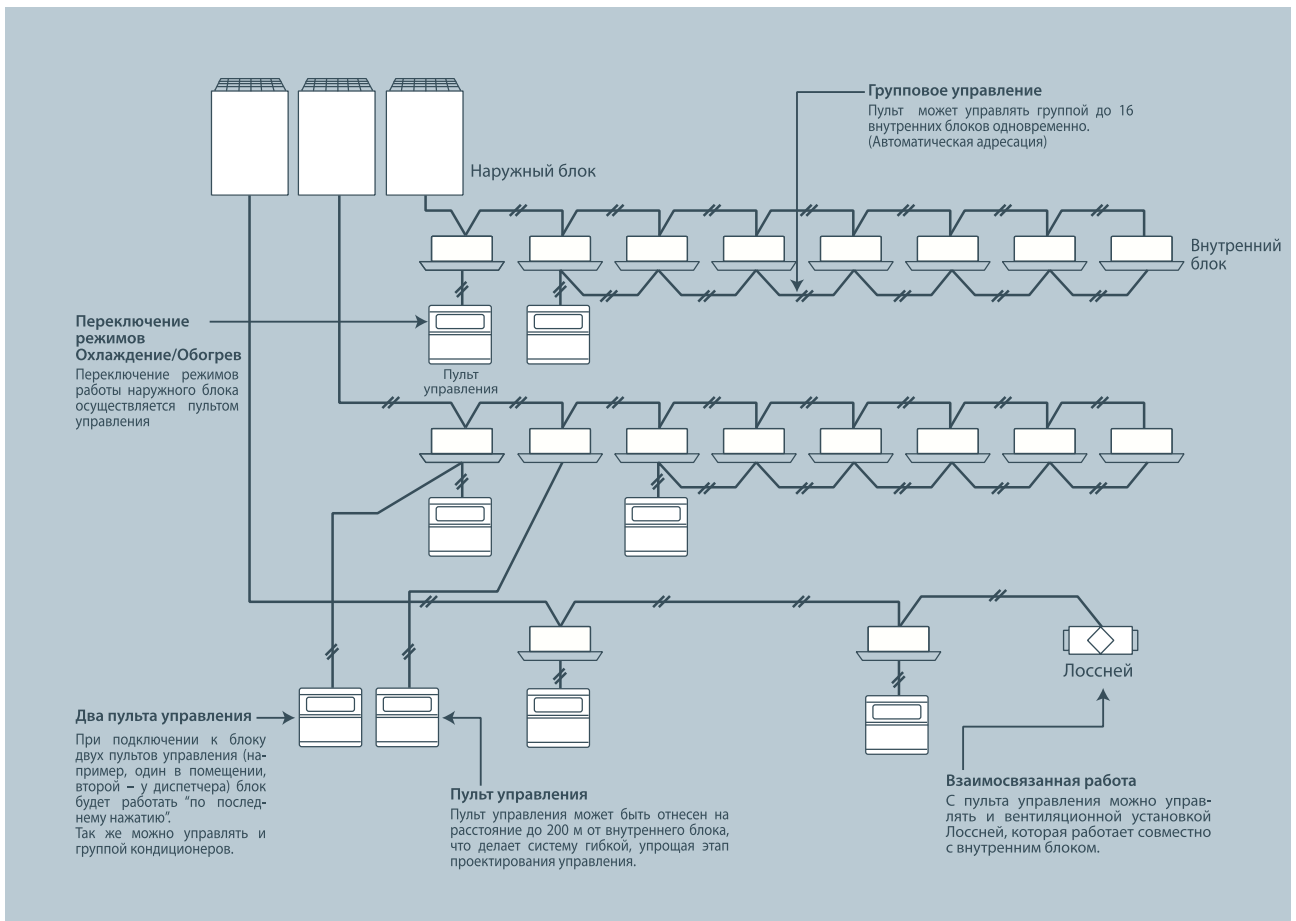 Групповое управление
Пульт может управлять группой до 16
внутренних блоков одновременно.
(Автоматическая адресация)
Наружный блок
Внутренний
блок
Переключение
режимов
Охлаждение/Обогрев
Переключение режимов
работы наружного блока
осуществляется пультом
управления
Пульт
управления
Лоссней
Два пульта управления
При подключении к блоку
двух пультов управления (на-
пример, один в помещении,
второй – у диспетчера) блок
будет работать "по послед-
нему нажатию".
Так же можно управлять и
группой кондиционеров.
Пульт управления
Пульт управления может быть отнесен на
расстояние до 200 м от внутреннего блока,
что делает систему гибкой, упрощая этап
проектирования управления.
Взаимосвязанная работа
С пульта управления можно управ-
лять и вентиляционной установкой
Лоссней, которая работает совместно
с внутренним блоком.